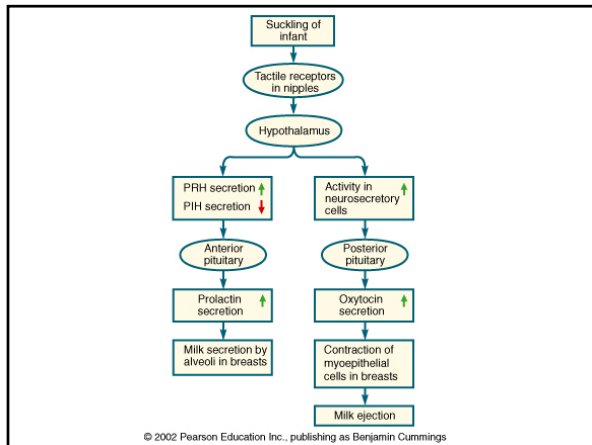 Suckling of
infant
Tactile receptors
in nipples
Hypothalamus
PRH secretion
PIH secretion
Activity in
neurosecretory
cells
Anterior
pituitary
Posterior
pituitary
Prolactin
secretion
Oxytocin
secretion
Milk secretion by
alveoli in breasts
Contraction of
myoepithelial
cells in breasts
Milk ejection
© 2002 Pearson Education Inc., publishing as Benjamin Cummings